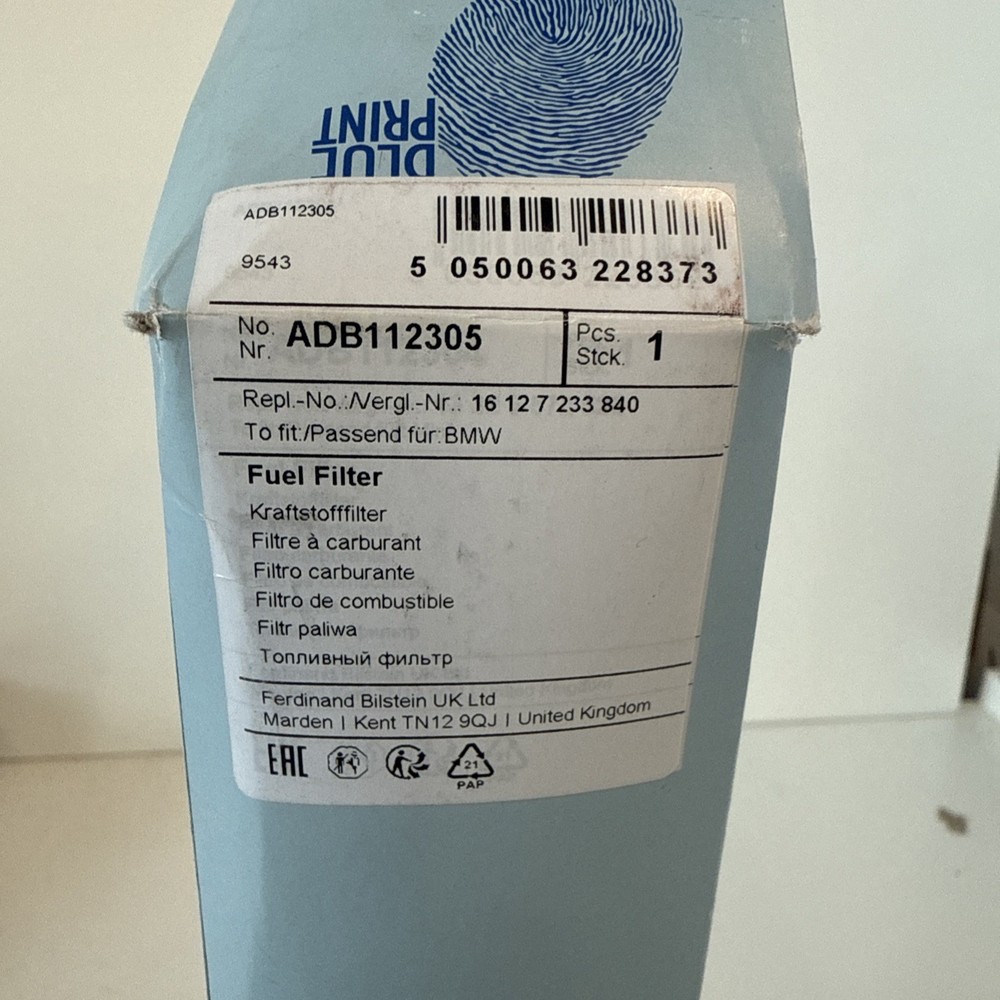 BLUE
PRINT
ADB112305
9543
5 050063 228373
No.
Nr.
ADB112305
Pcs.
Stck.
1
Repl.-No.:/Vergl.-Nr.: 16 12 7 233 840
To fit:/Passend für:BMW
Fuel Filter
Kraftstofffilter
Filtre à carburant
Filtro carburante
Filtro de combustible
Filtr paliwa
Топливный фильтр
Ferdinand Bilstein UK Ltd
Marden | Kent TN12 9QJ | United Kingdom
EAC
21
PAP